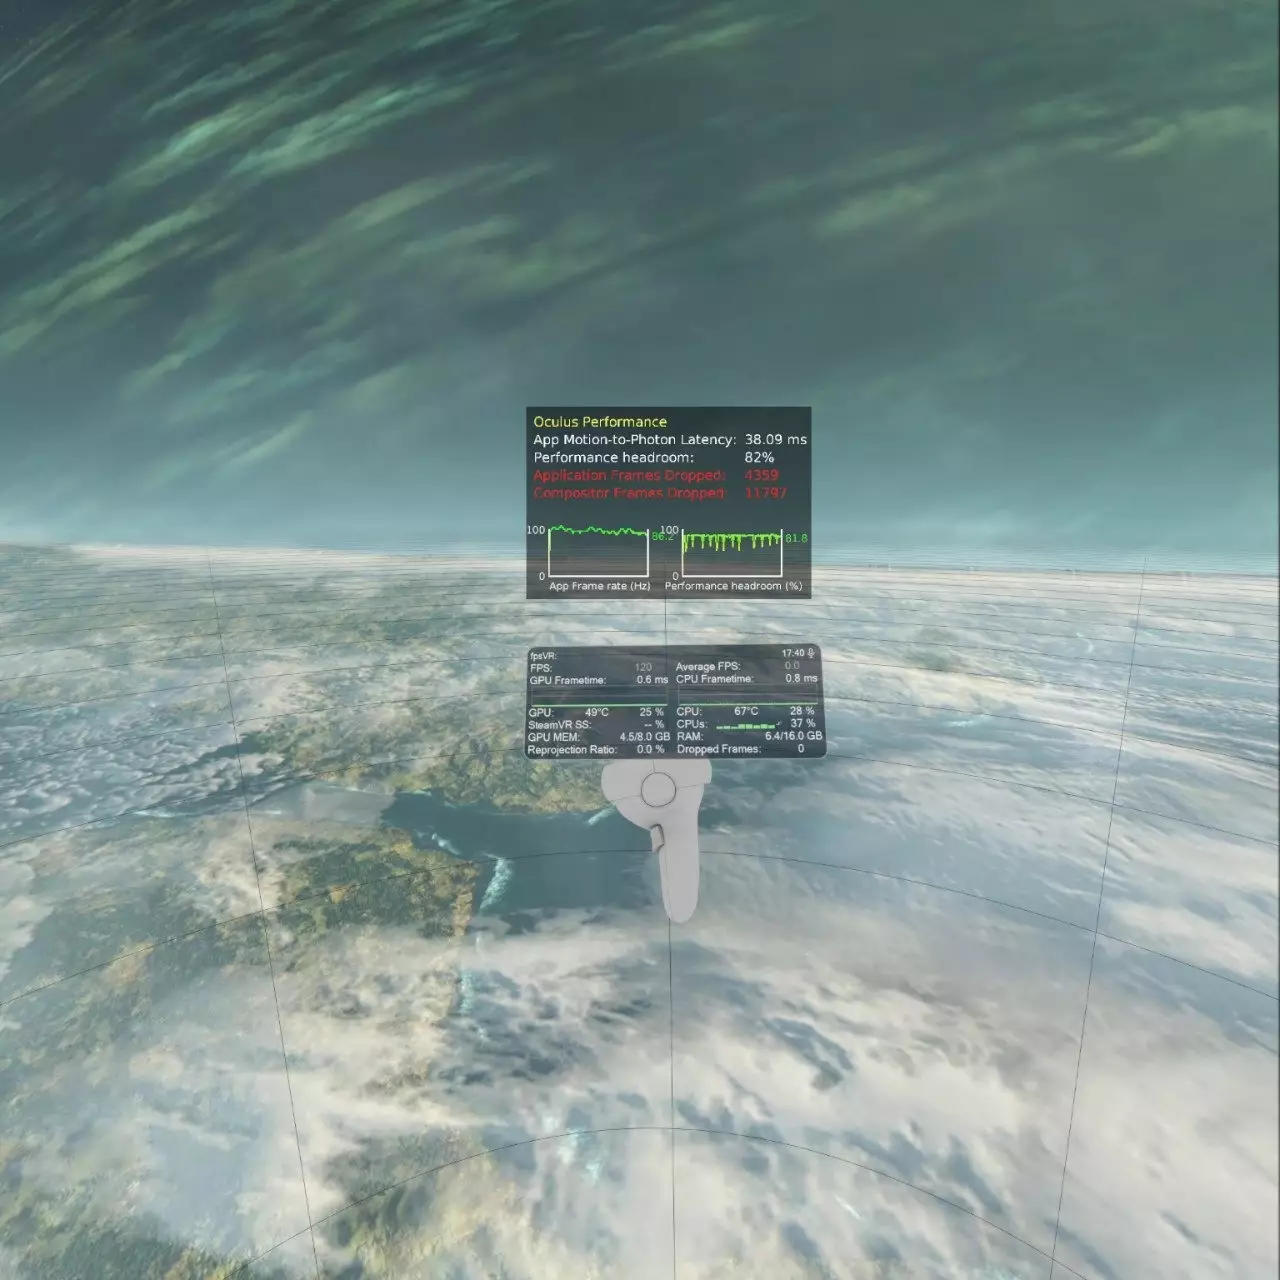 Oculus Performance
App Motion-to-Photon Latency: 38.09 ms
Performance headroom: 82%
Application Frames Dropped: 4359
Compositor Frames Dropped: 11797
100 86.2 100 81.8
0 0
App Frame rate (Hz) Performance headroom (%)
fpsVR: 17:40
FPS: 120 Average FPS: 0.0
GPU Frametime: 0.6 ms CPU Frametime: 0.8 ms
GPU: 49°C 25 % CPU: 67°C 28 %
SteamVR SS: -- % CPUs: 37 %
GPU MEM: 4.5/8.0 GB RAM: 6.4/16.0 GB
Reprojection Ratio: 0.0 % Dropped Frames: 0